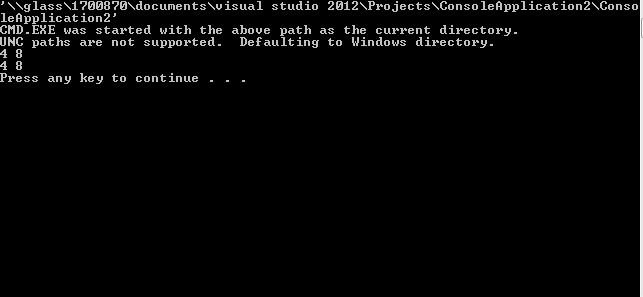 '\\glass\1700870\documents\visual studio 2012\Projects\ConsoleApplication2\Conso
leApplication2'
CMD.EXE was started with the above path as the current directory.
UNC paths are not supported.  Defaulting to Windows directory.
4 8
4 8
Press any key to continue . . .